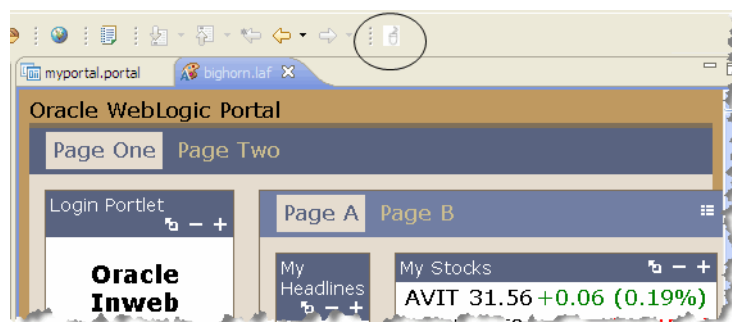 myportal.portal
bighorn.laf
Oracle WebLogic Portal
Page One Page Two
Login Portlet
Page A Page B
Oracle
Inweb
My
Headlines
My Stocks
AVIT 31.56 +0.06 (0.19%)